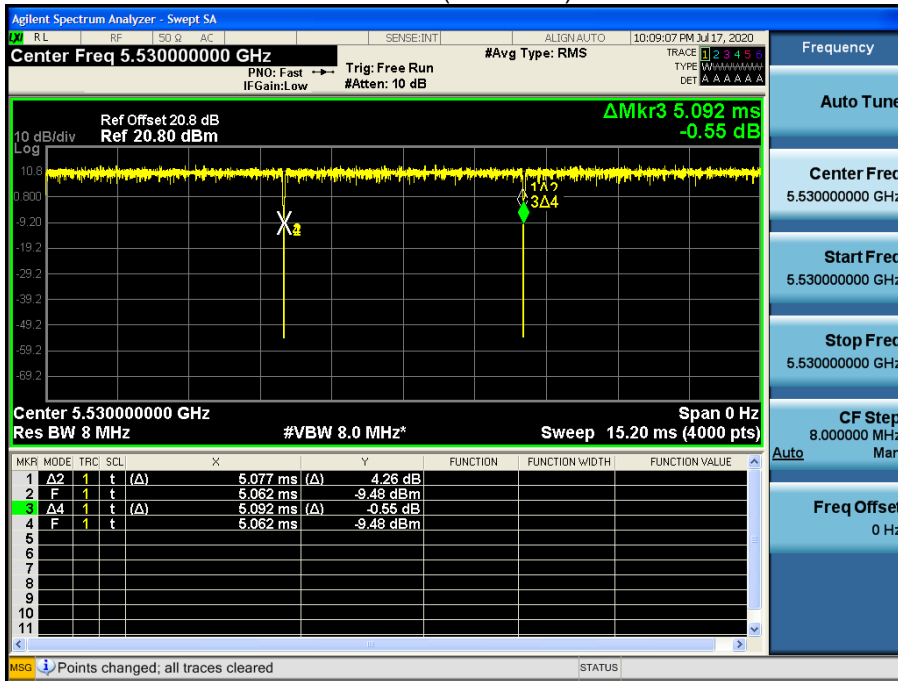 Agilent Spectrum Analyzer - Swept SA
LXI RL RF 50 Ω AC SENSE:INT ALIGN AUTO 10:09:07 PM Jul 17, 2020
Center Freq 5.530000000 GHz
PNO: Fast
IFGain:Low
Trig: Free Run
#Atten: 10 dB
#Avg Type: RMS
TRACE 1 2 3 4 5 6
TYPE WWWWWW
DET A A A A A A
Frequency
Auto Tune
Center Freq
5.530000000 GHz
Start Freq
5.530000000 GHz
Stop Freq
5.530000000 GHz
CF Step
8.000000 MHz
Auto Man
Freq Offset
0 Hz
ΔMkr3 5.092 ms
-0.55 dB
Ref Offset 20.8 dB
10 dB/div Ref 20.80 dBm
Log
10.8
0.800
-9.20
-19.2
-29.2
-39.2
-49.2
-59.2
-69.2
1Δ2
3Δ4
Center 5.530000000 GHz Span 0 Hz
Res BW 8 MHz #VBW 8.0 MHz* Sweep 15.20 ms (4000 pts)
MKR MODE TRC SCL X Y FUNCTION FUNCTION WIDTH FUNCTION VALUE
1 Δ2 1 t (Δ) 5.077 ms (Δ) 4.26 dB
2 F 1 t 5.062 ms -9.48 dBm
3 Δ4 1 t (Δ) 5.092 ms (Δ) -0.55 dB
4 F 1 t 5.062 ms -9.48 dBm
5
6
7
8
9
10
11
MSG Points changed; all traces cleared STATUS